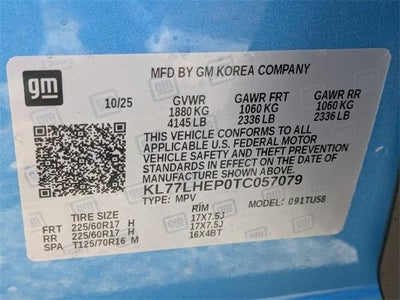 gm MFD BY GM KOREA COMPANY
10/25 GVWR GAWR FRT GAWR RR
1880 KG 1060 KG 1060 KG
4145 LB 2336 LB 2336 LB
THIS VEHICLE CONFORMS TO ALL
APPLICABLE U.S. FEDERAL MOTOR
VEHICLE SAFETY AND THEFT PREVENTION
STANDARDS IN EFFECT ON THE DATE OF
MANUFACTURE SHOWN ABOVE.
KL77LHEP0TC057079
TYPE: MPV MODEL: 091TU58
TIRE SIZE RIM
FRT 225/60R17 H 17X7.5J
RR 225/60R17 H 17X7.5J
SPA T125/70R16 M 16X4BT